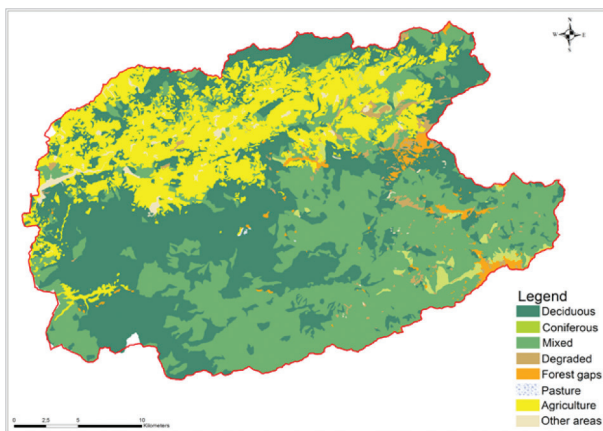 N
W E
S
Legend
Deciduous
Coniferous
Mixed
Degraded
Forest gaps
Pasture
Agriculture
Other areas
0 2,5 5 10
Kilometers